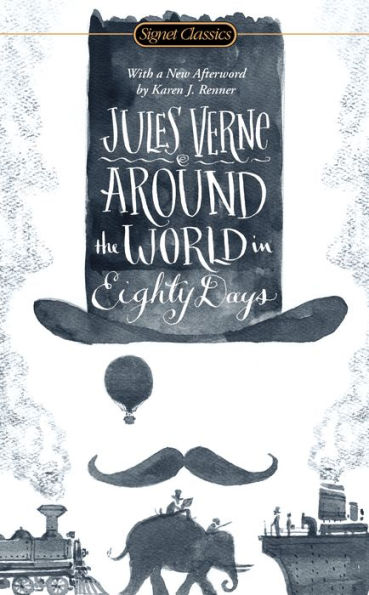 Signet Classics
With a New Afterword
by Karen J. Renner
JULES VERNE
AROUND
the WORLD in
Eighty Days